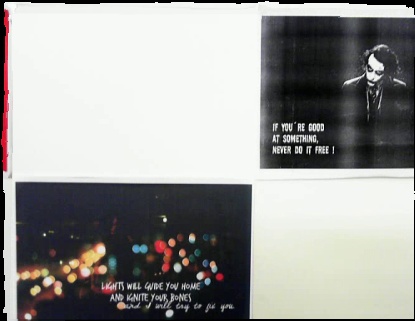 IF YOU'RE GOOD
AT SOMETHING,
NEVER DO IT FREE !
LIGHTS WILL GUIDE YOU HOME
AND IGNITE YOUR BONES
and I will try to fix you